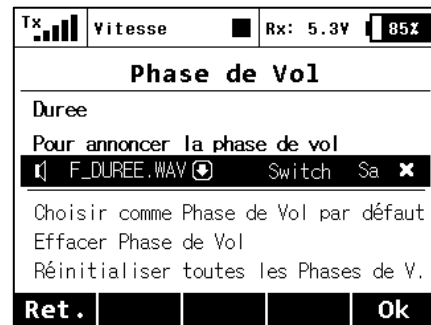 Tx Vitesse Rx: 5.3V 85%
Phase de Vol
Duree
Pour annoncer la phase de vol
F_DUREE.WAV Switch Sa
Choisir comme Phase de Vol par défaut
Effacer Phase de Vol
Réinitialiser toutes les Phases de V.
Ret. Ok